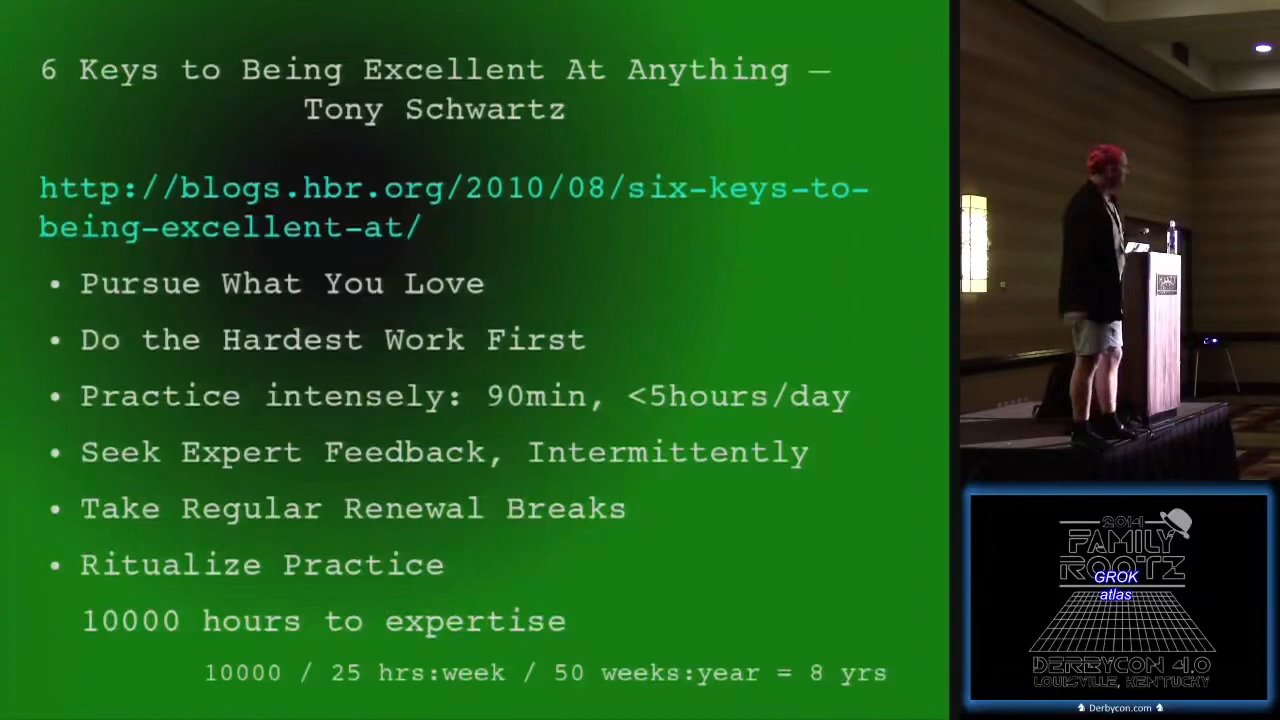 6 Keys to Being Excellent At Anything –
Tony Schwartz
http://blogs.hbr.org/2010/08/six-keys-to-
being-excellent-at/
• Pursue What You Love
• Do the Hardest Work First
• Practice intensely: 90min, <5hours/day
• Seek Expert Feedback, Intermittently
• Take Regular Renewal Breaks
• Ritualize Practice
10000 hours to expertise
10000 / 25 hrs:week / 50 weeks:year = 8 yrs
2014
FAMILY
ROOTZ
GROK
atlas
DERBYCON 4.0
LOUISVILLE, KENTUCKY
Derbycon.com